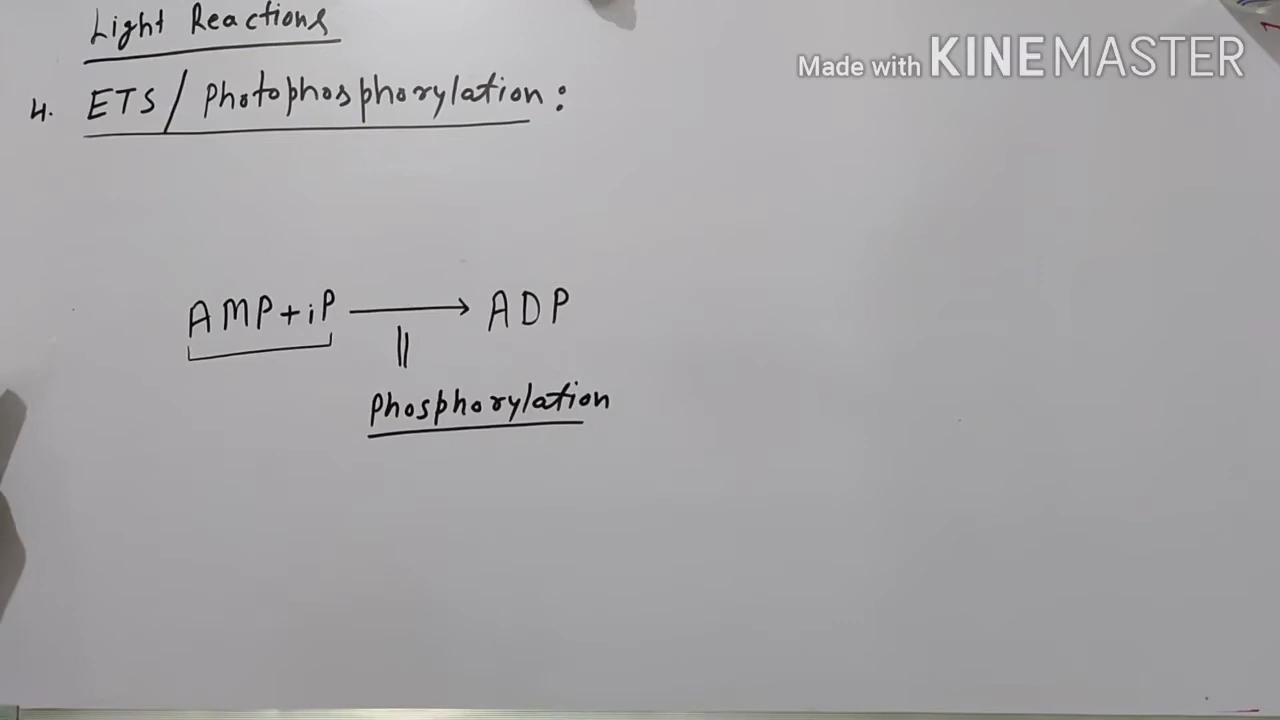 Light Reactions
Made with KINEMASTER
4. ETS / Photophosphorylation :
AMP + iP → ADP
||
Phosphorylation